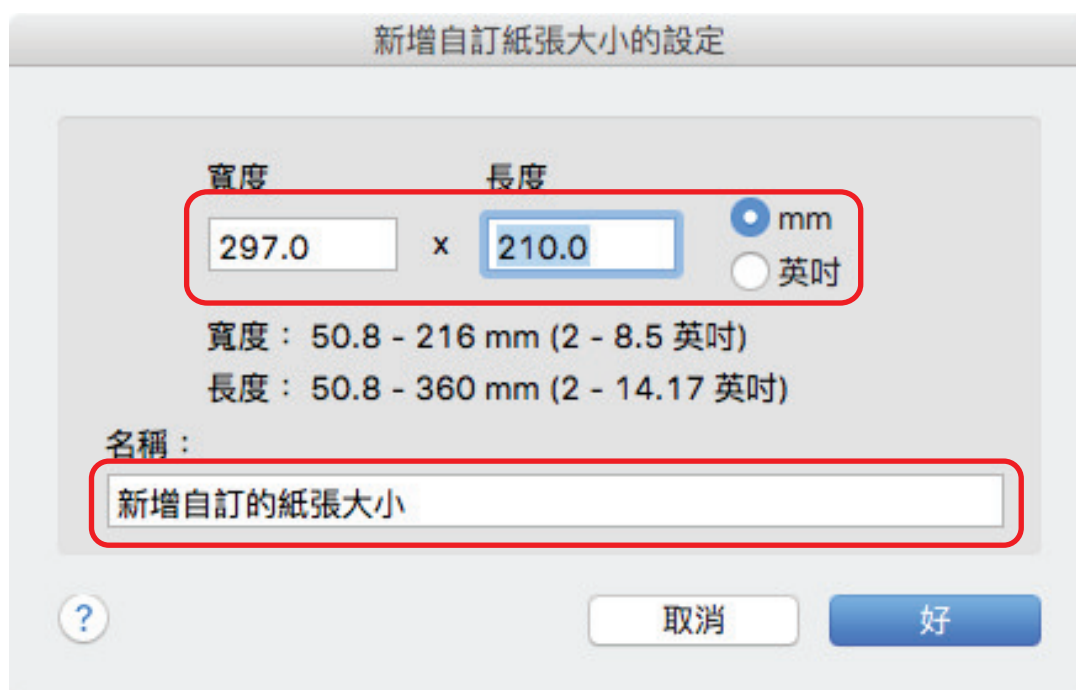 新增自訂紙張大小的設定
寬度 長度
297.0 x 210.0 mm
英吋
寬度： 50.8 - 216 mm (2 - 8.5 英吋)
長度： 50.8 - 360 mm (2 - 14.17 英吋)
名稱：
新增自訂的紙張大小
? 取消 好